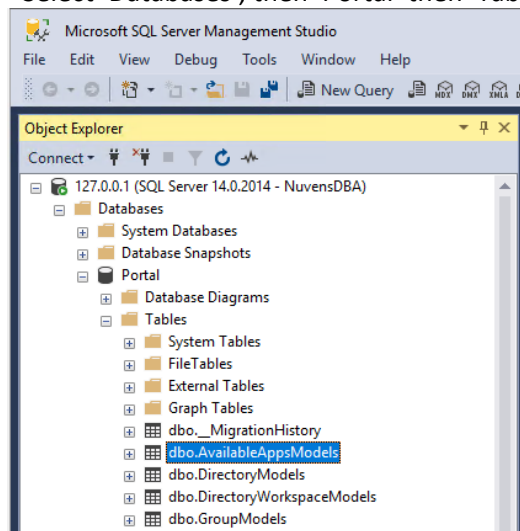 Select "Databases", then "Portal" then "Tab
Microsoft SQL Server Management Studio
File Edit View Debug Tools Window Help
New Query MDX DMX XMLA
Object Explorer
Connect
127.0.0.1 (SQL Server 14.0.2014 - NuvensDBA)
Databases
System Databases
Database Snapshots
Portal
Database Diagrams
Tables
System Tables
FileTables
External Tables
Graph Tables
dbo.__MigrationHistory
dbo.AvailableAppsModels
dbo.DirectoryModels
dbo.DirectoryWorkspaceModels
dbo.GroupModels